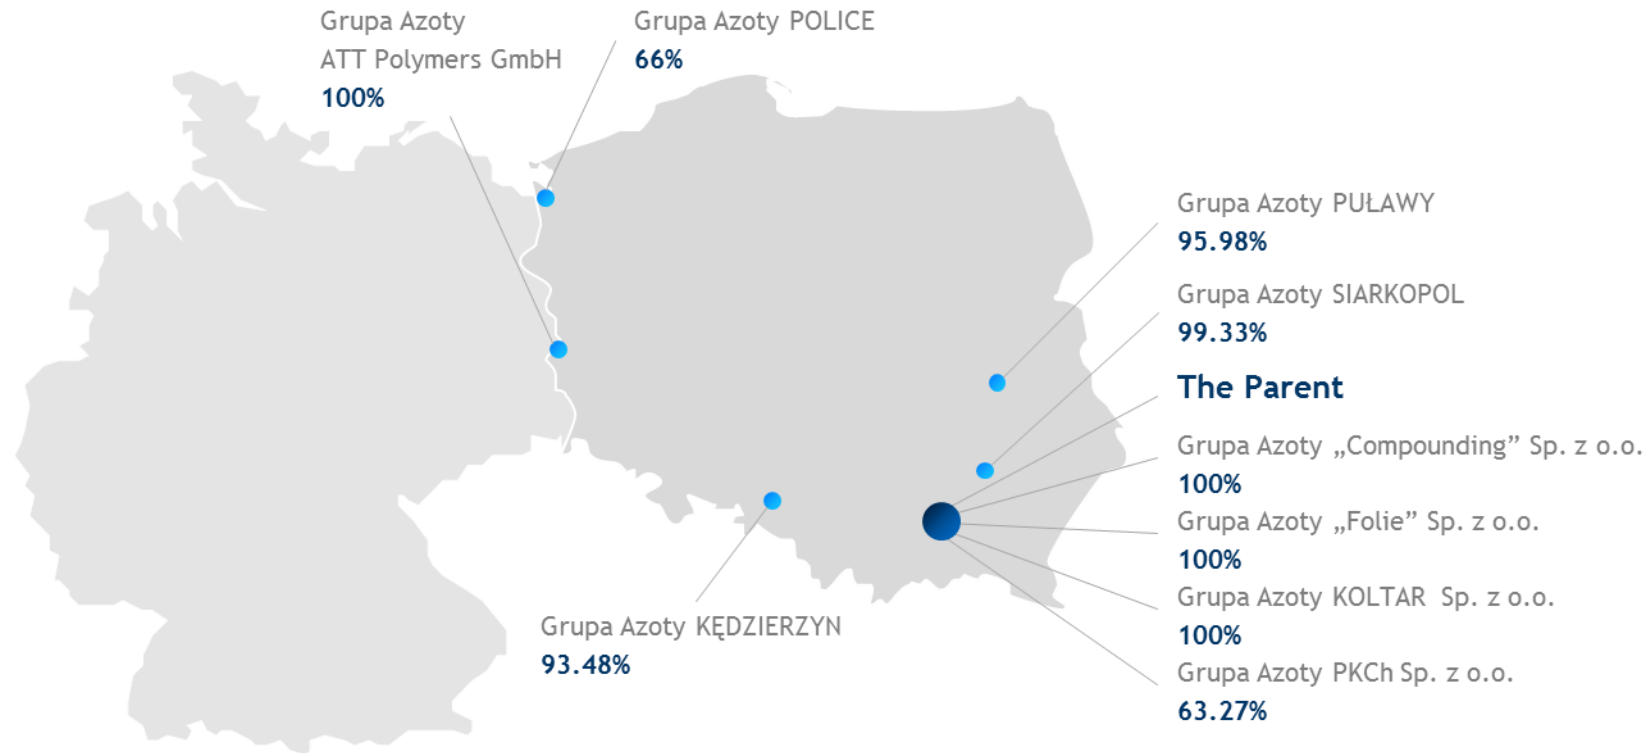 Grupa Azoty
ATT Polymers GmbH
100%
Grupa Azoty POLICE
66%
Grupa Azoty PUŁAWY
95.98%
Grupa Azoty SIARKOPOL
99.33%
The Parent
Grupa Azoty „Compounding” Sp. z o.o.
100%
Grupa Azoty „Folie” Sp. z o.o.
100%
Grupa Azoty KOLTAR Sp. z o.o.
100%
Grupa Azoty PKCh Sp. z o.o.
63.27%
Grupa Azoty KĘDZIERZYN
93.48%